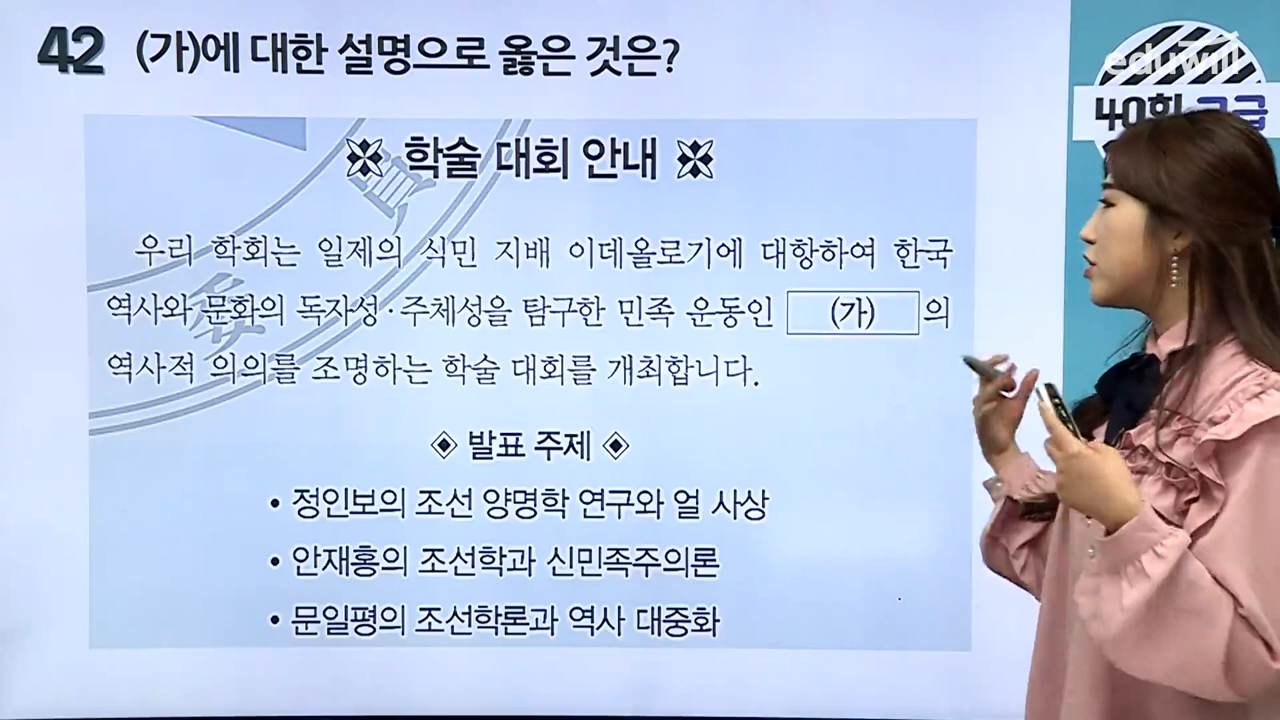 42 (가)에 대한 설명으로 옳은 것은?
eduwill
40회 고급
학술 대회 안내
우리 학회는 일제의 식민 지배 이데올로기에 대항하여 한국
역사와 문화의 독자성·주체성을 탐구한 민족 운동인 (가) 의
역사적 의의를 조명하는 학술 대회를 개최합니다.
◈ 발표 주제 ◈
• 정인보의 조선 양명학 연구와 얼 사상
• 안재홍의 조선학과 신민족주의론
• 문일평의 조선학론과 역사 대중화